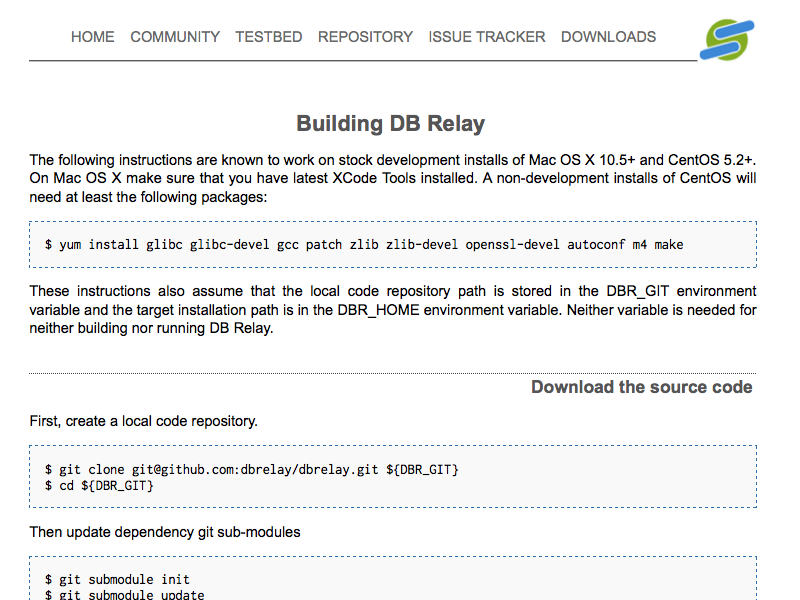 HOME COMMUNITY TESTBED REPOSITORY ISSUE TRACKER DOWNLOADS
Building DB Relay
The following instructions are known to work on stock development installs of Mac OS X 10.5+ and CentOS 5.2+.
On Mac OS X make sure that you have latest XCode Tools installed. A non-development installs of CentOS will
need at least the following packages:
$ yum install glibc glibc-devel gcc patch zlib zlib-devel openssl-devel autoconf m4 make
These instructions also assume that the local code repository path is stored in the DBR_GIT environment
variable and the target installation path is in the DBR_HOME environment variable. Neither variable is needed for
neither building nor running DB Relay.
Download the source code
First, create a local code repository.
$ git clone git@github.com:dbrelay/dbrelay.git ${DBR_GIT}
$ cd ${DBR_GIT}
Then update dependency git sub-modules
$ git submodule init
$ git submodule update